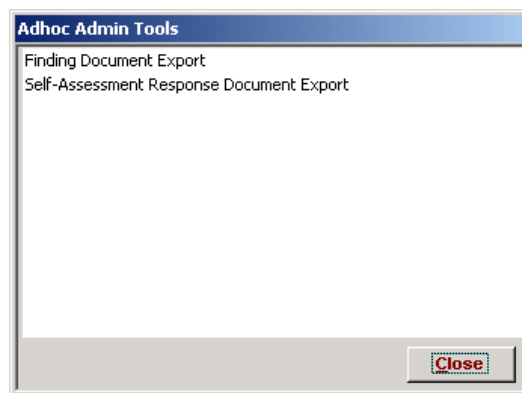 Adhoc Admin Tools
Finding Document Export
Self-Assessment Response Document Export
Close